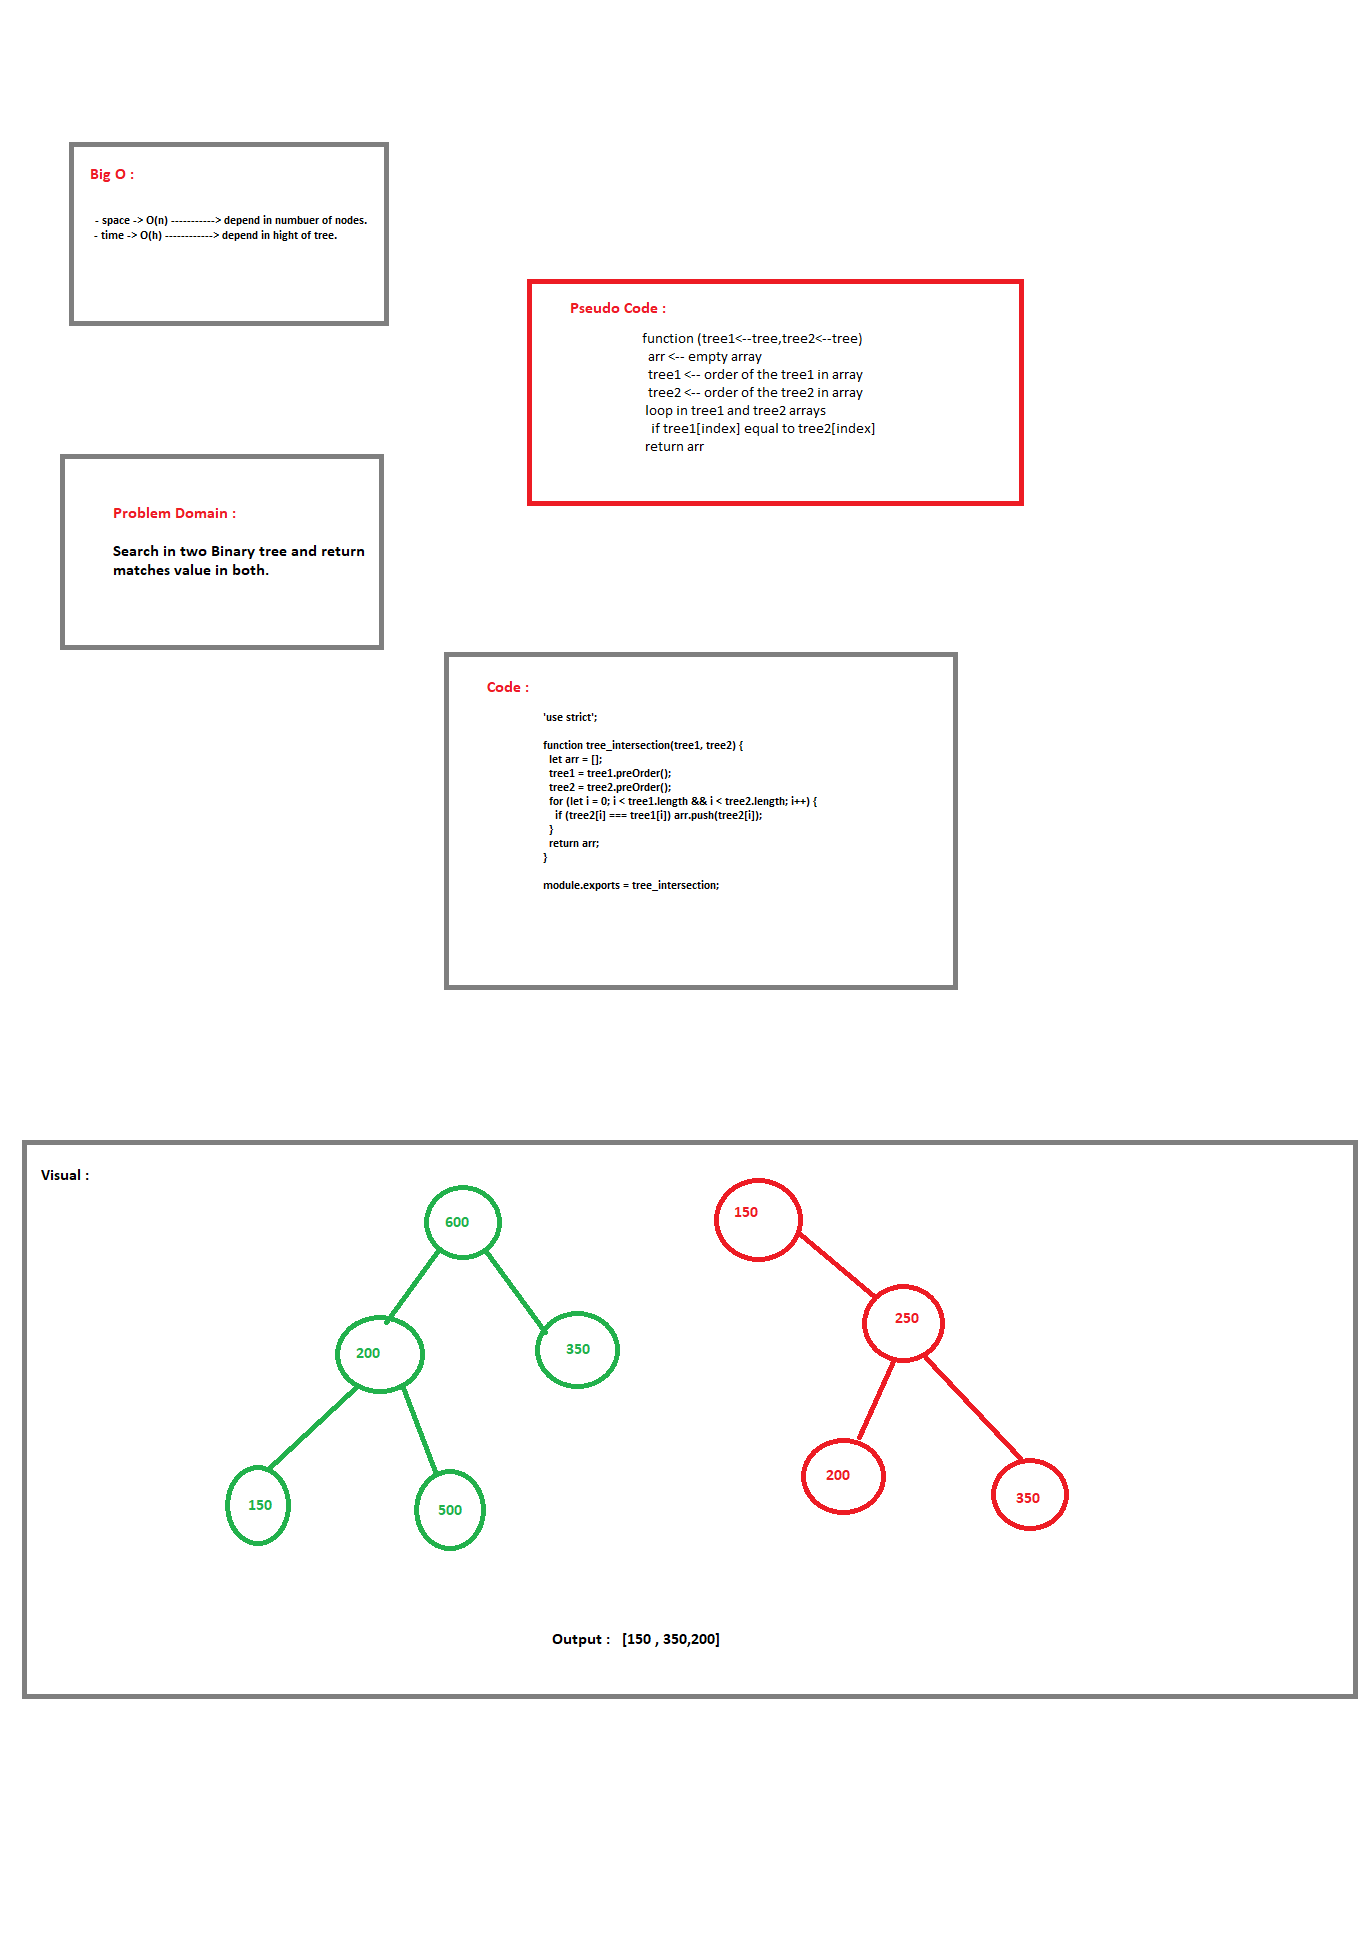 Big O :
- space -> O(n) -----------> depend in numbuer of nodes.
- time -> O(h) ------------> depend in hight of tree.
Pseudo Code :
function (tree1<--tree,tree2<--tree)
arr <-- empty array
tree1 <-- order of the tree1 in array
tree2 <-- order of the tree2 in array
loop in tree1 and tree2 arrays
if tree1[index] equal to tree2[index]
return arr
Problem Domain :
Search in two Binary tree and return
matches value in both.
Code :
'use strict';
function tree_intersection(tree1, tree2) {
let arr = [];
tree1 = tree1.preOrder();
tree2 = tree2.preOrder();
for (let i = 0; i < tree1.length && i < tree2.length; i++) {
if (tree2[i] === tree1[i]) arr.push(tree2[i]);
}
return arr;
}
module.exports = tree_intersection;
Visual :
600
200
350
150
500
150
250
200
350
Output :   [150 , 350,200]